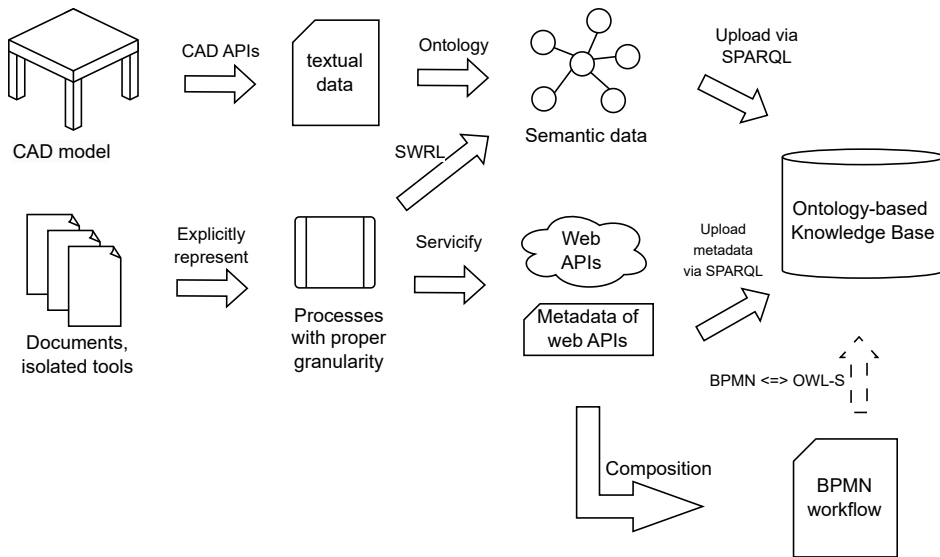 CAD APIs
textual
data
Ontology
Upload via
SPARQL
CAD model
SWRL
Semantic data
Ontology-based
Knowledge Base
Explicitly
represent
Servicify
Web
APIs
Upload
metadata
via SPARQL
Documents,
isolated tools
Processes
with proper
granularity
Metadata of
web APIs
BPMN <=> OWL-S
Composition
BPMN
workflow